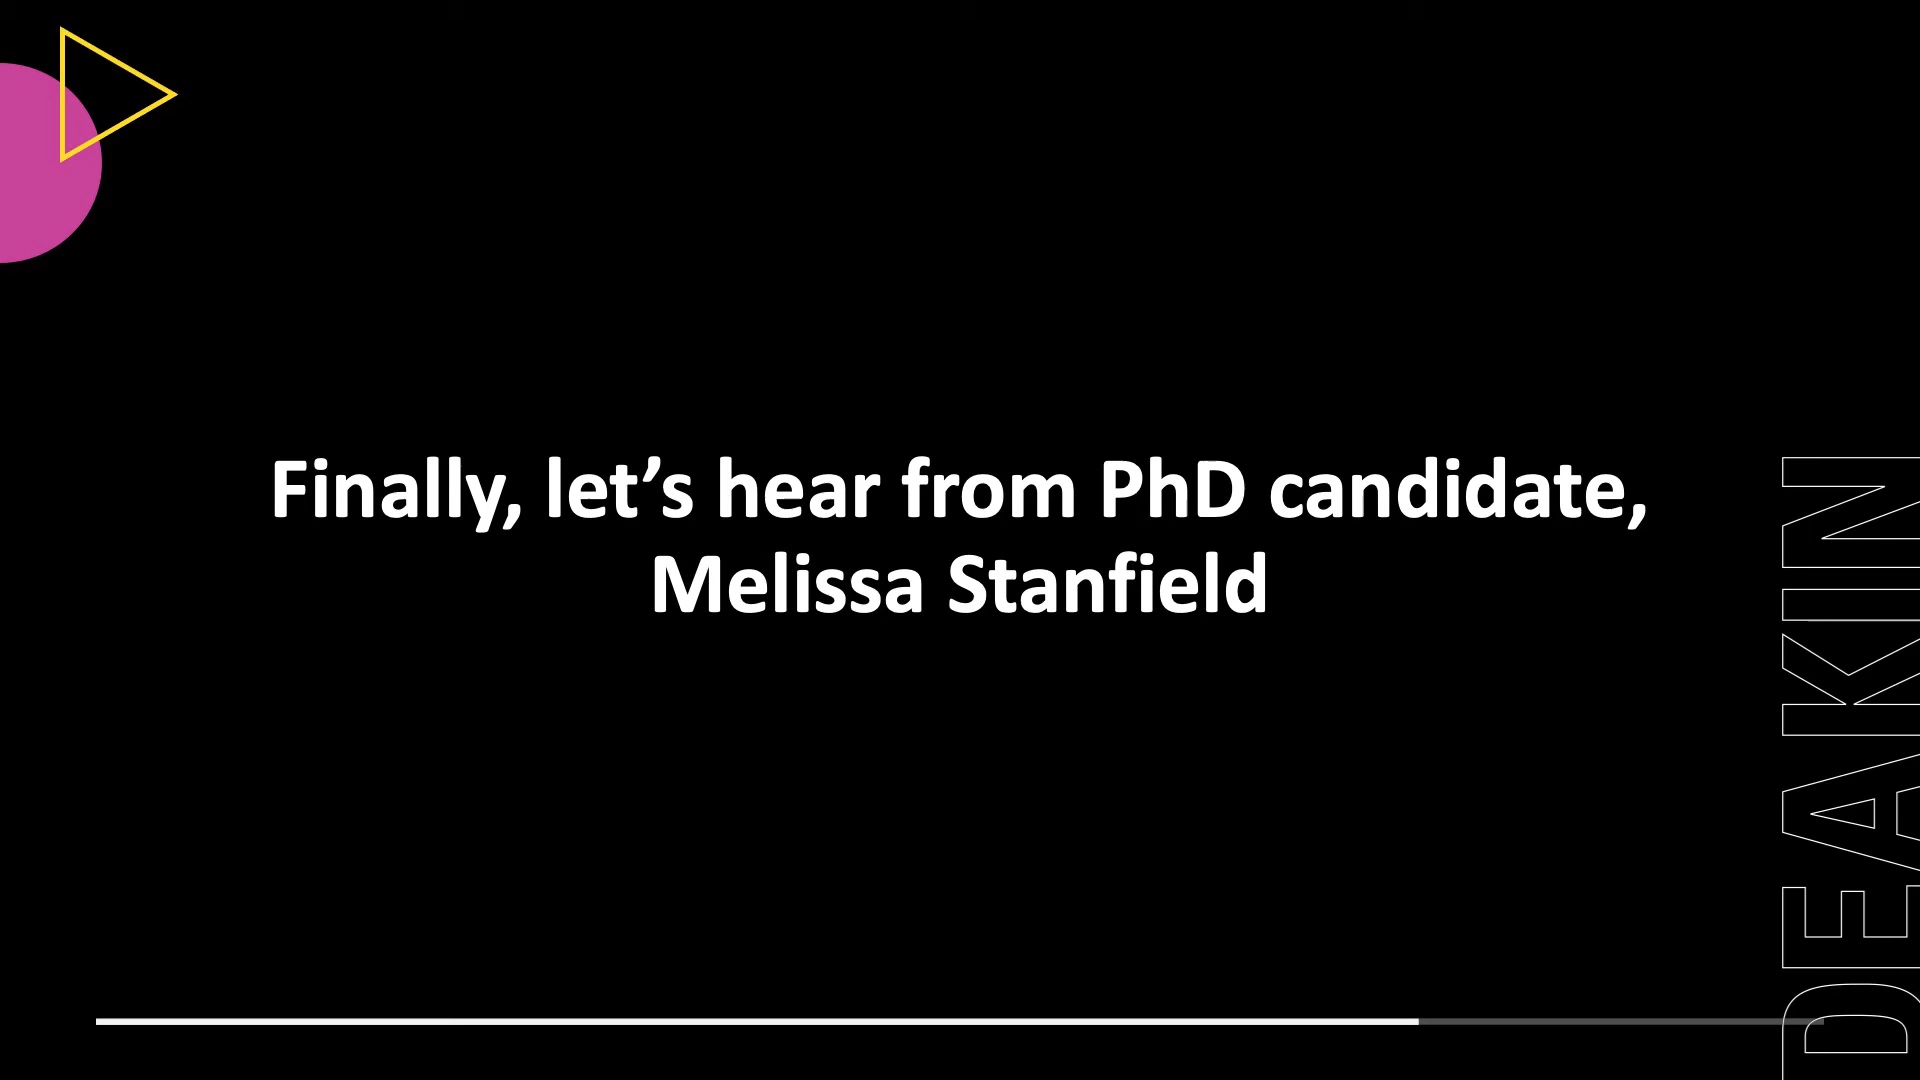 Finally, let’s hear from PhD candidate,
Melissa Stanfield
DEAKIN